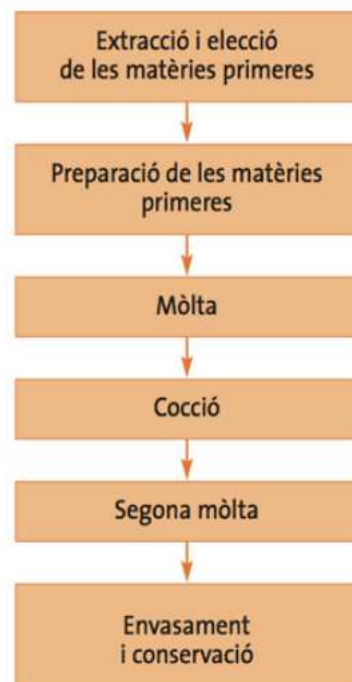 Extracció i elecció
de les matèries primeres
Preparació de les matèries
primeres
Mòlta
Cocció
Segona mòlta
Envasament
i conservació